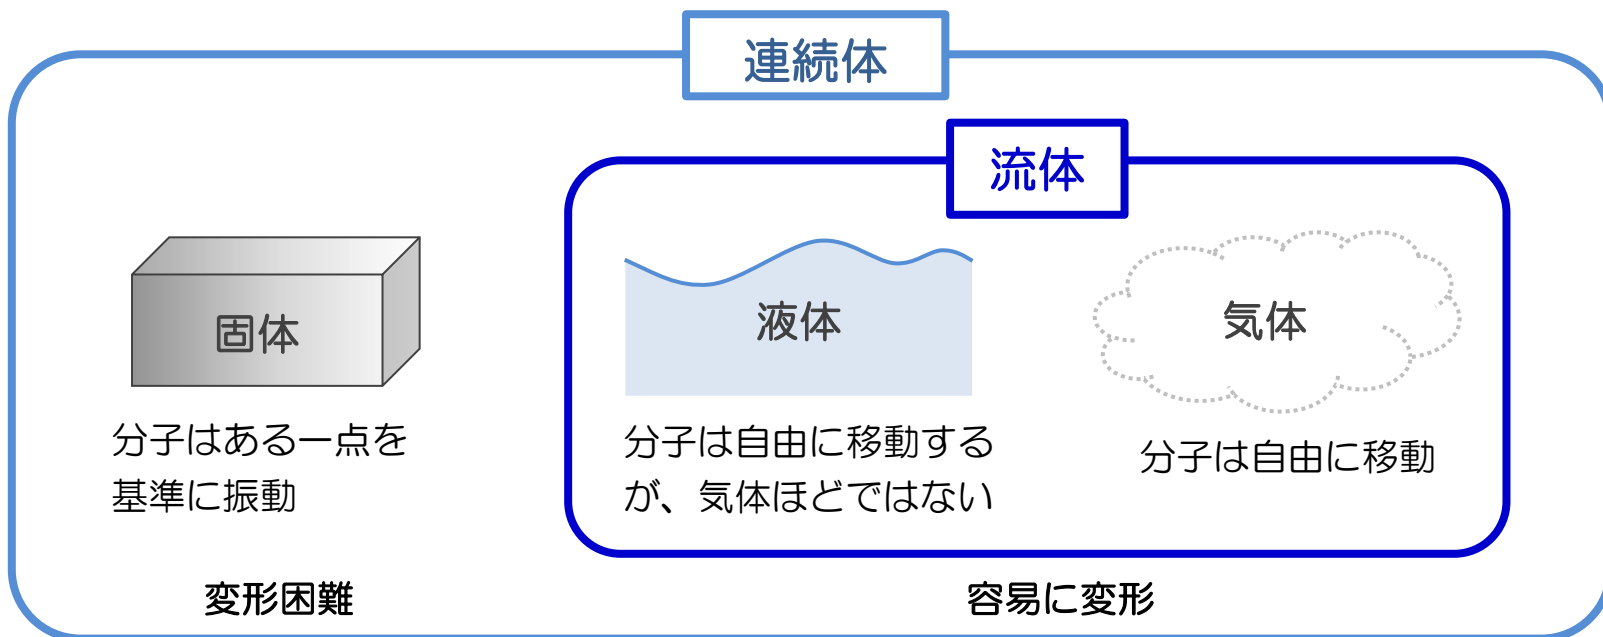 連続体
流体
固体
液体
気体
分子はある一点を
基準に振動
分子は自由に移動する
が、気体ほどではない
分子は自由に移動
変形困難
容易に変形